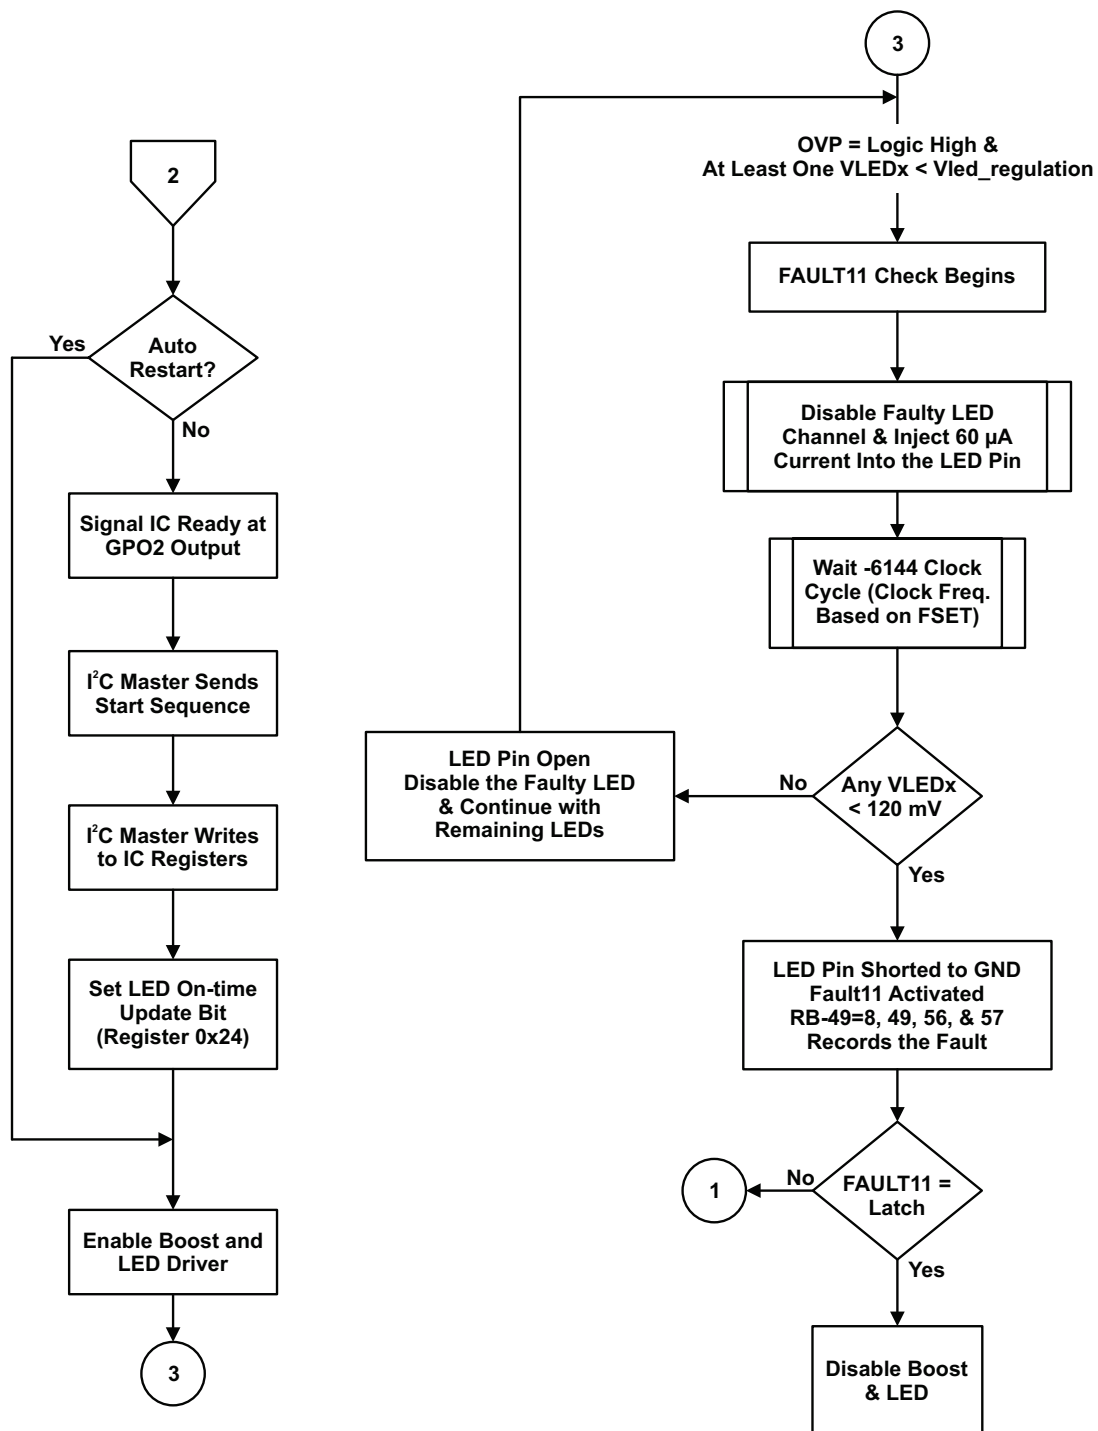 2
Auto
Restart?
Yes
No
Signal IC Ready at
GPO2 Output
I²C Master Sends
Start Sequence
I²C Master Writes
to IC Registers
Set LED On-time
Update Bit
(Register 0x24)
Enable Boost and
LED Driver
3
3
OVP = Logic High &
At Least One VLEDx < Vled_regulation
FAULT11 Check Begins
Disable Faulty LED
Channel & Inject 60 µA
Current Into the LED Pin
Wait -6144 Clock
Cycle (Clock Freq.
Based on FSET)
Any VLEDx
< 120 mV
No
LED Pin Open
Disable the Faulty LED
& Continue with
Remaining LEDs
Yes
LED Pin Shorted to GND
Fault11 Activated
RB-49=8, 49, 56, & 57
Records the Fault
FAULT11 =
Latch
No
1
Yes
Disable Boost
& LED